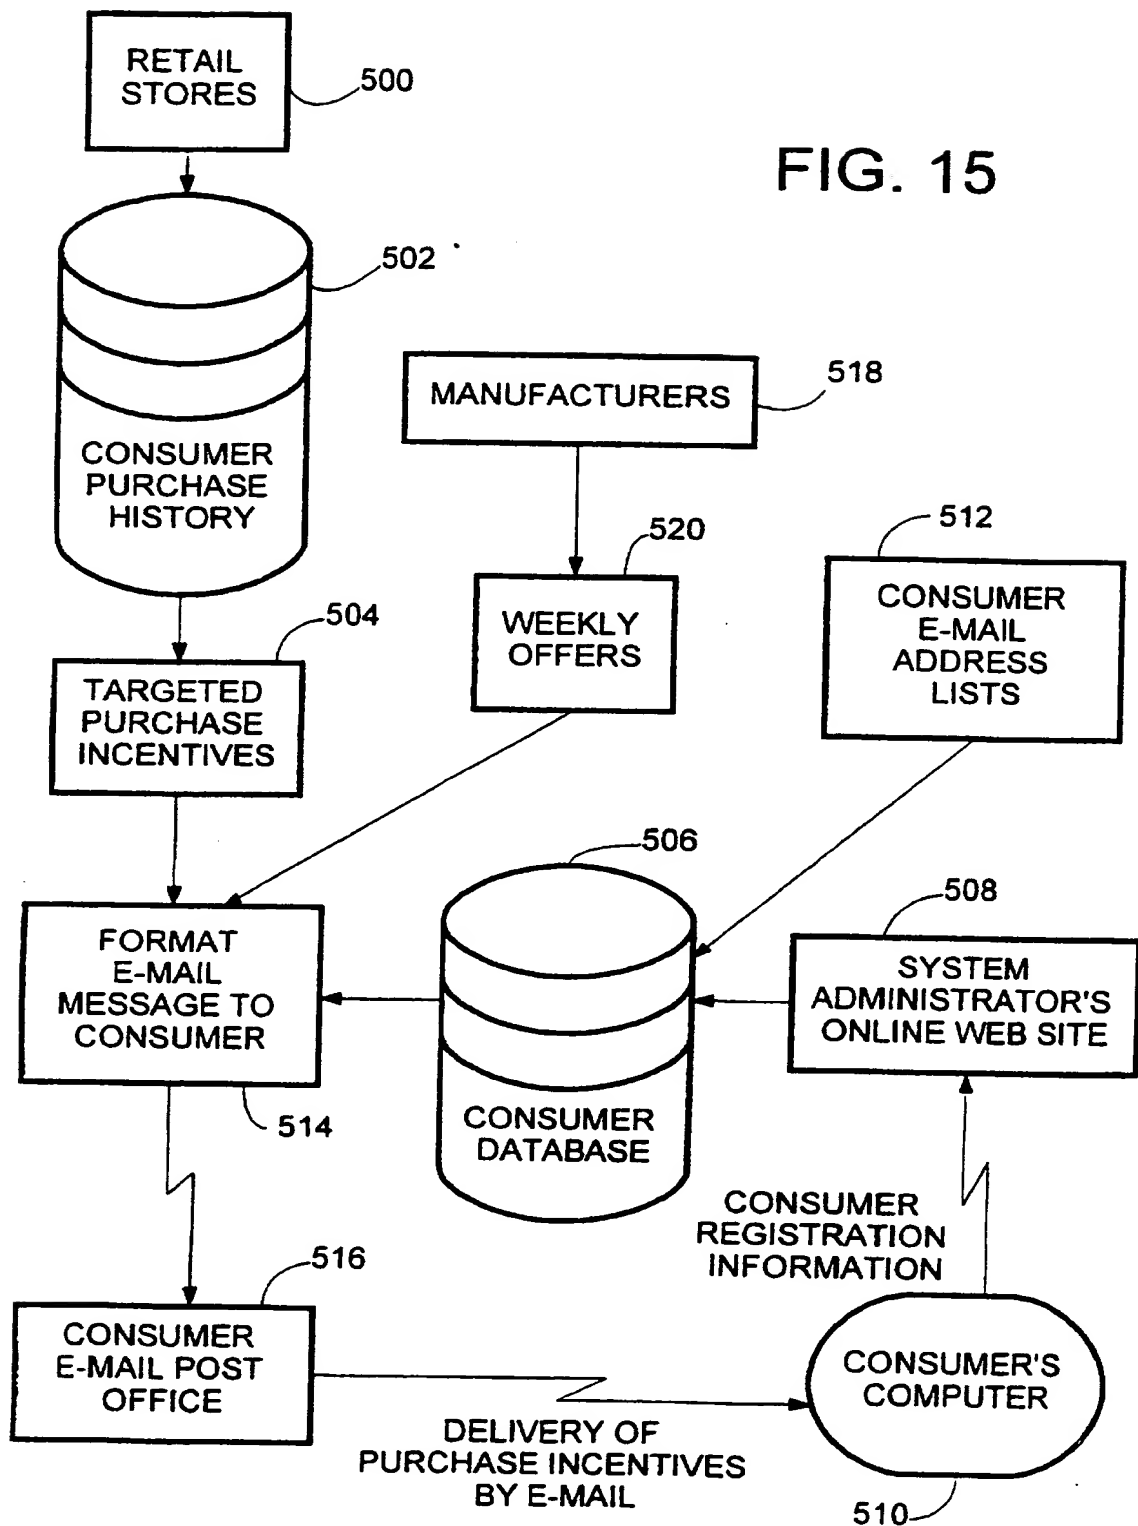 RETAIL
STORES
500
FIG. 15
502
CONSUMER
PURCHASE
HISTORY
MANUFACTURERS
518
520
WEEKLY
OFFERS
512
CONSUMER
E-MAIL
ADDRESS
LISTS
504
TARGETED
PURCHASE
INCENTIVES
506
CONSUMER
DATABASE
508
SYSTEM
ADMINISTRATOR'S
ONLINE WEB SITE
FORMAT
E-MAIL
MESSAGE TO
CONSUMER
514
CONSUMER
REGISTRATION
INFORMATION
516
CONSUMER
E-MAIL POST
OFFICE
CONSUMER'S
COMPUTER
510
DELIVERY OF
PURCHASE INCENTIVES
BY E-MAIL